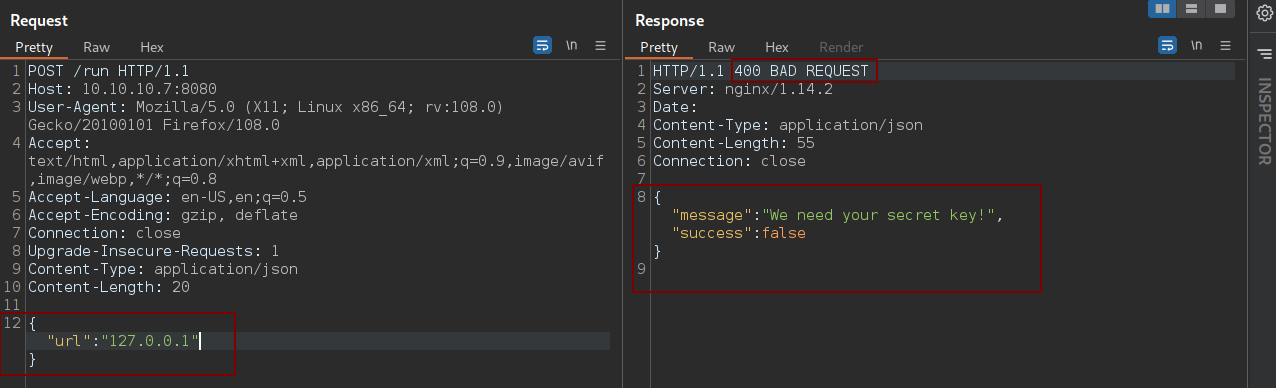 Request
Pretty Raw Hex
\n
1 POST /run HTTP/1.1
2 Host: 10.10.10.7:8080
3 User-Agent: Mozilla/5.0 (X11; Linux x86_64; rv:108.0)
Gecko/20100101 Firefox/108.0
4 Accept:
text/html,application/xhtml+xml,application/xml;q=0.9,image/avif
,image/webp,*/*;q=0.8
5 Accept-Language: en-US,en;q=0.5
6 Accept-Encoding: gzip, deflate
7 Connection: close
8 Upgrade-Insecure-Requests: 1
9 Content-Type: application/json
10 Content-Length: 20
11
12 {
"url":"127.0.0.1"
}
Response
Pretty Raw Hex Render
\n
1 HTTP/1.1 400 BAD REQUEST
2 Server: nginx/1.14.2
3 Date:
4 Content-Type: application/json
5 Content-Length: 55
6 Connection: close
7
8 {
"message":"We need your secret key!",
"success":false
}
9
INSPECTOR